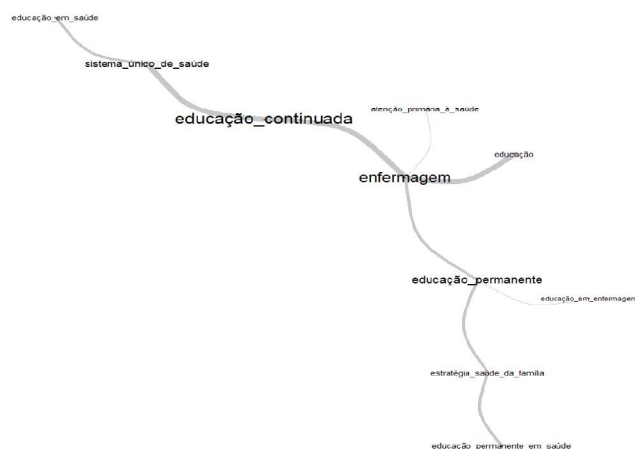 educação_em_saúde
sistema_único_de_saúde
educação_continuada
atenção_primária_à_saúde
educação
enfermagem
educação_permanente
educação_em_enfermagem
estratégia_saúde_da_família
educação_permanente_em_saúde